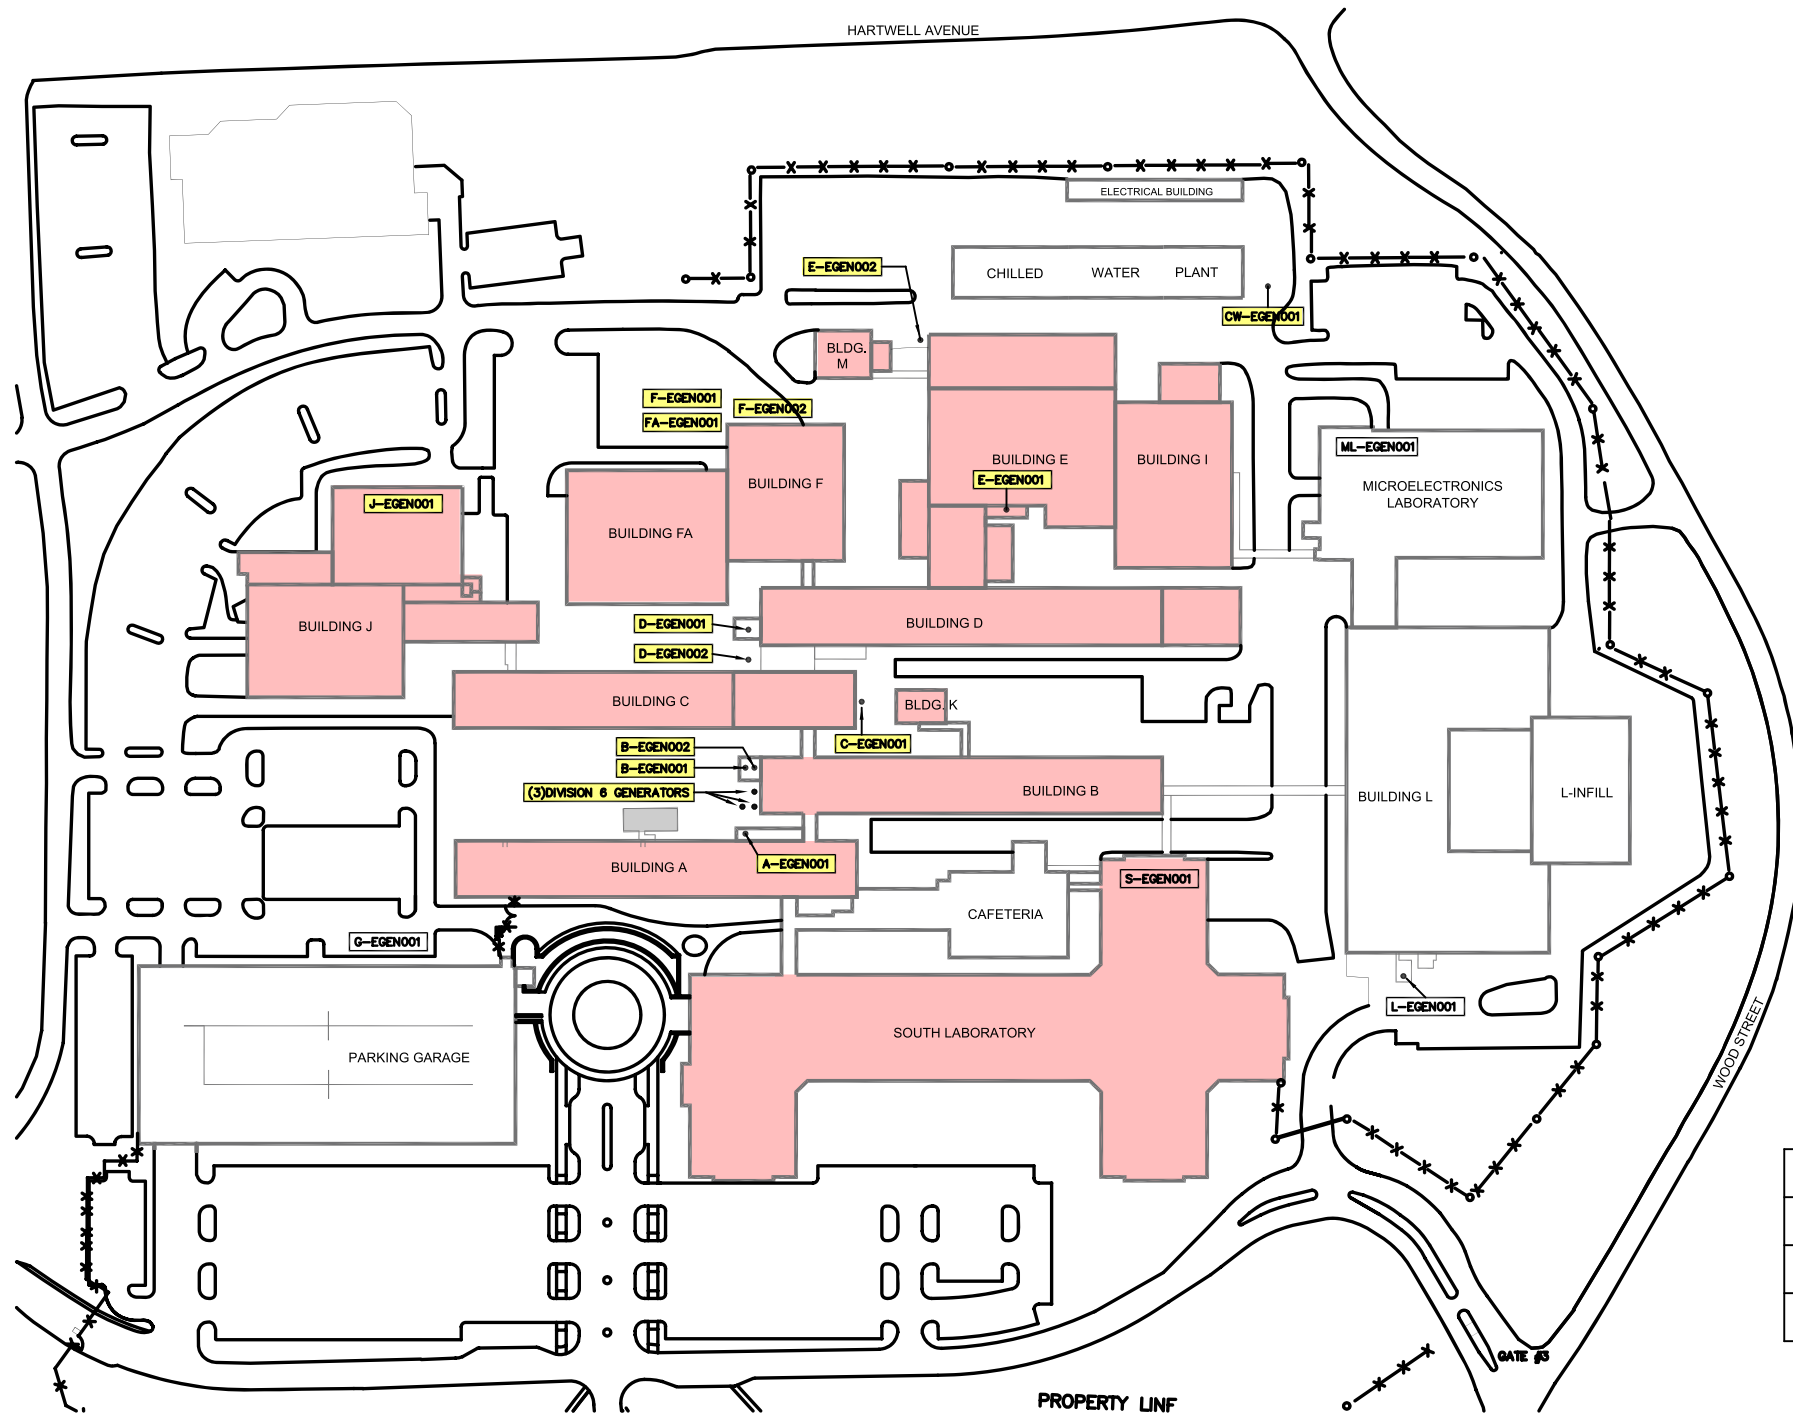 HARTWELL AVENUE
ELECTRICAL BUILDING
E-EGEN002
CHILLED WATER PLANT
CW-EGEN001
BLDG.
M
F-EGEN001
F-EGEN002
FA-EGEN001
ML-EGEN001
BUILDING E
BUILDING I
E-EGEN001
BUILDING F
MICROELECTRONICS
LABORATORY
J-EGEN001
BUILDING FA
BUILDING J
D-EGEN001
BUILDING D
D-EGEN002
BUILDING C
BLDG. K
B-EGEN002
C-EGEN001
B-EGEN001
(3)DIVISION 6 GENERATORS
BUILDING B
BUILDING L
L-INFILL
BUILDING A
A-EGEN001
S-EGEN001
CAFETERIA
G-EGEN001
L-EGEN001
SOUTH LABORATORY
WOOD STREET
PARKING GARAGE
GATE #3
PROPERTY LINF